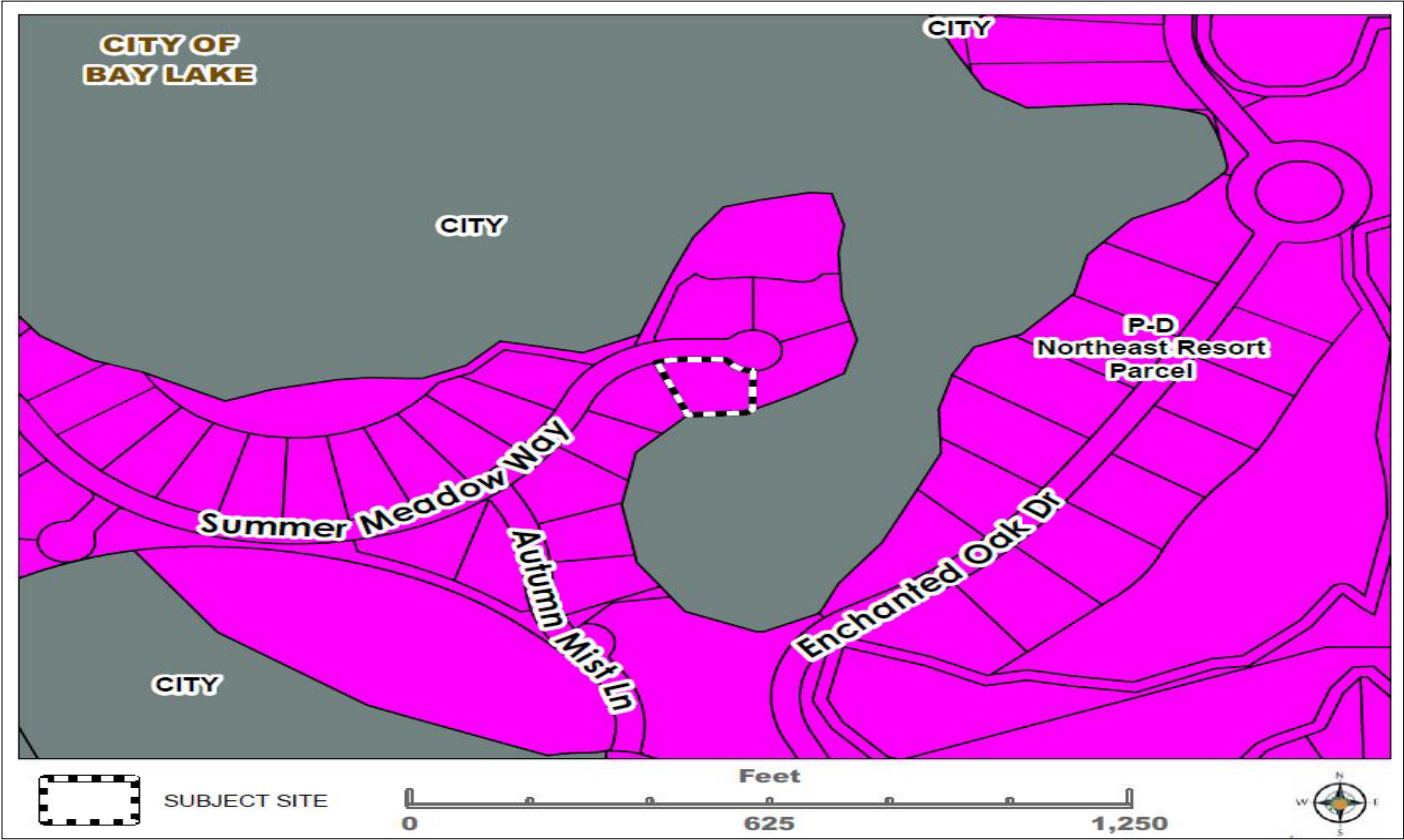 CITY OF
BAY LAKE
CITY
CITY
P-D
Northeast Resort
Parcel
Summer Meadow Way
Autumn Mist Ln
Enchanted Oak Dr
CITY
SUBJECT SITE
Feet
0
625
1,250
N
W
E
S